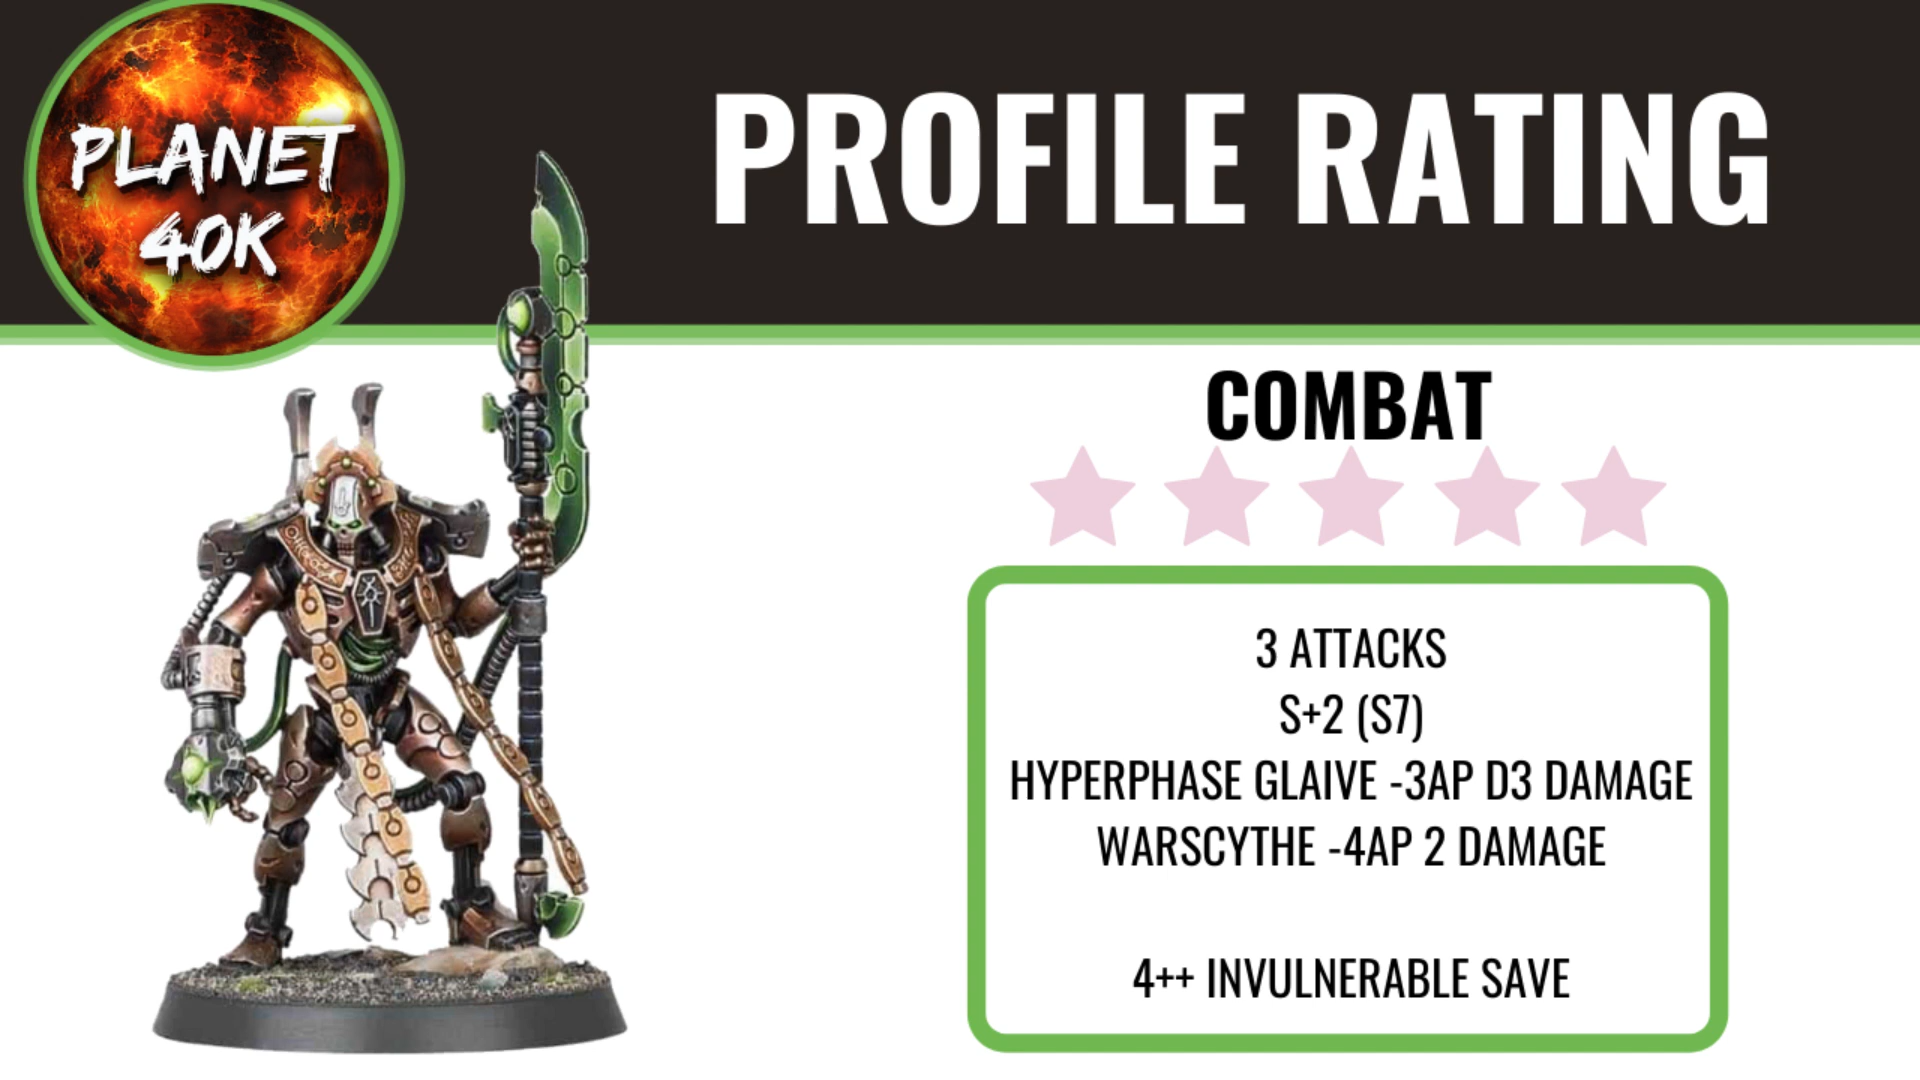 PLANET
40K
PROFILE RATING
COMBAT
3 ATTACKS
S+2 (S7)
HYPERPHASE GLAIVE -3AP D3 DAMAGE
WARSCYTHE -4AP 2 DAMAGE
4++ INVULNERABLE SAVE